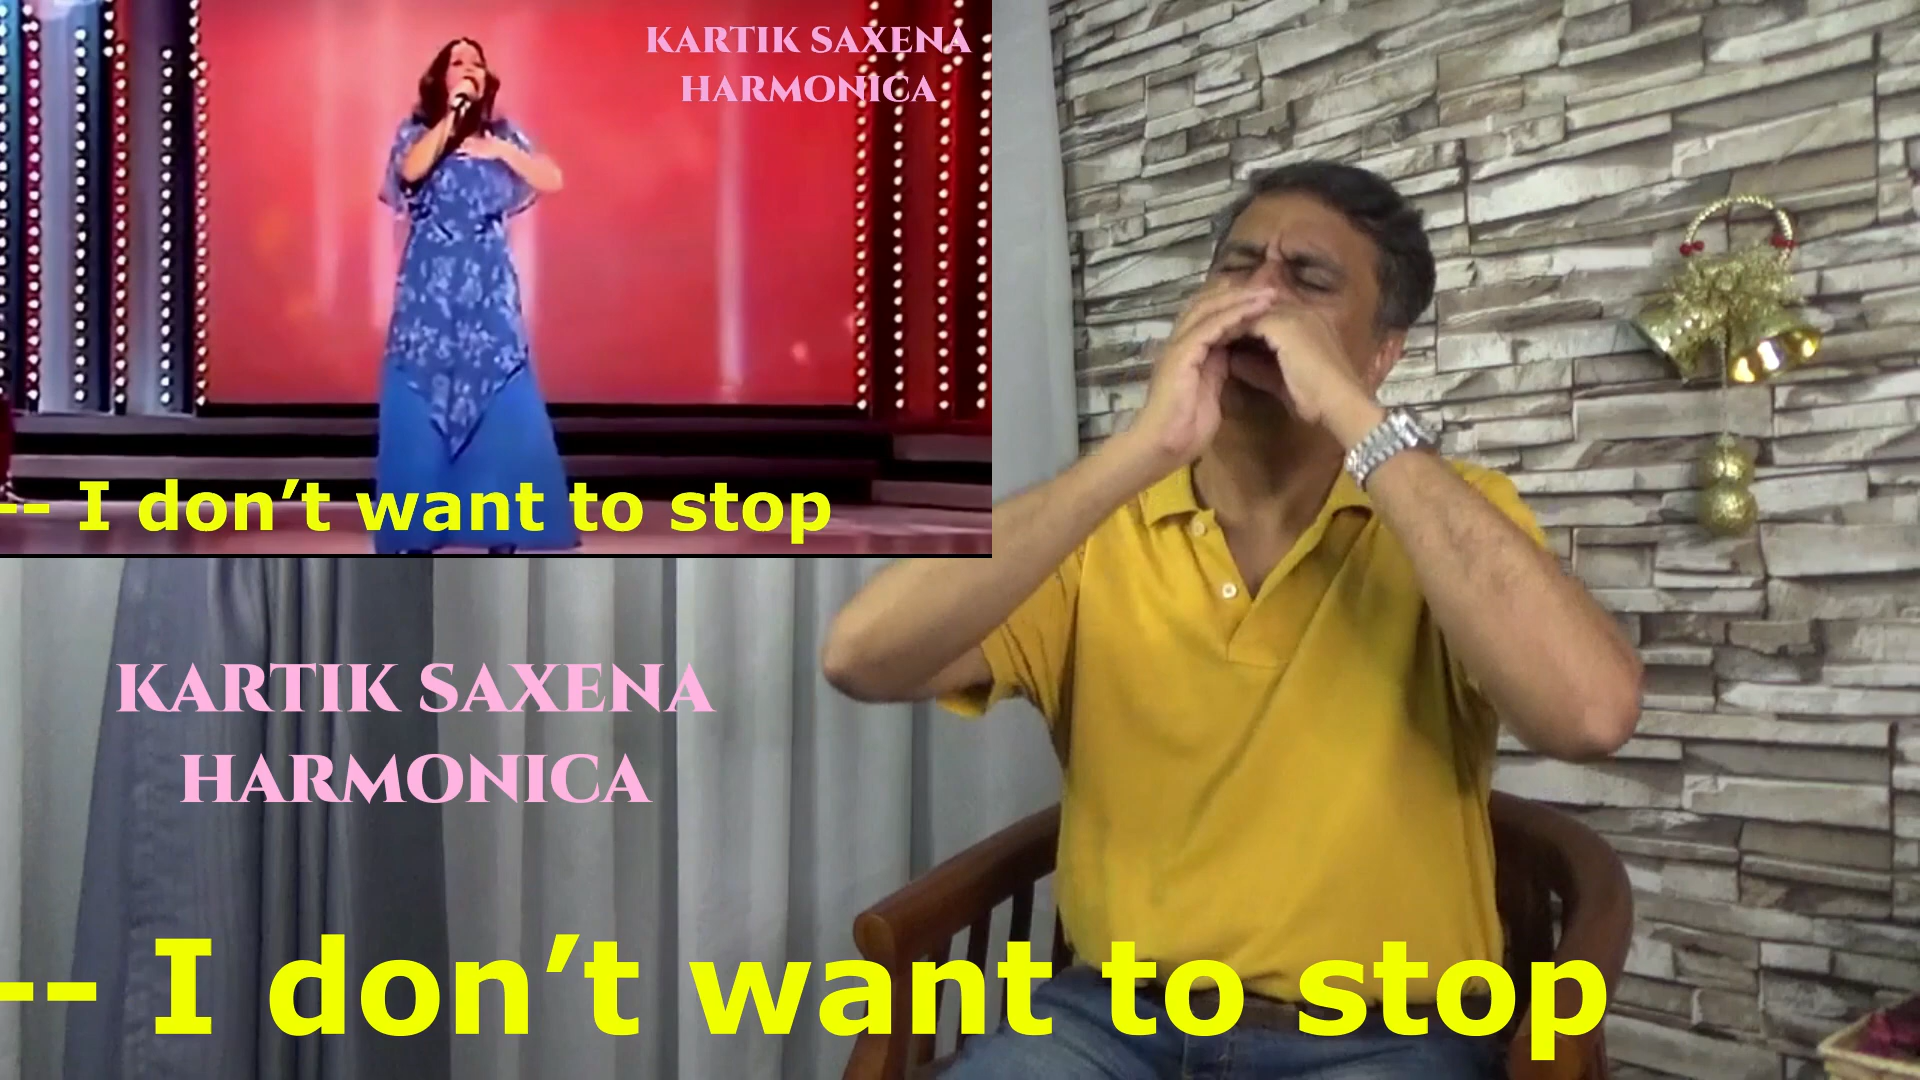 KARTIK SAXENA
HARMONICA
-- I don’t want to stop
KARTIK SAXENA
HARMONICA
-- I don’t want to stop